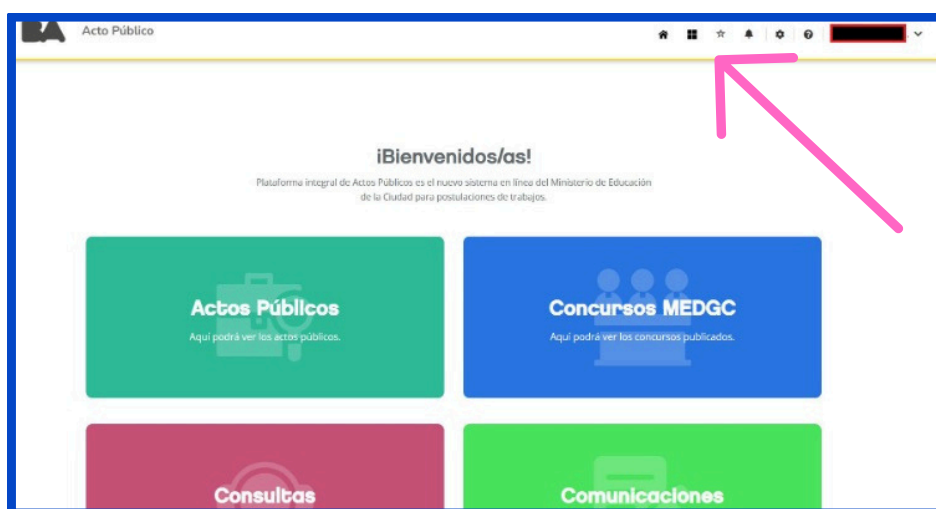 BA Acto Público
¡Bienvenidos/as!
Plataforma integral de Actos Públicos es el nuevo sistema en línea del Ministerio de Educación
de la Ciudad para postulaciones de trabajos.
Actos Públicos
Aquí podrá ver los actos públicos.
Concursos MEDGC
Aquí podrá ver los concursos publicados.
Consultas
Comunicaciones